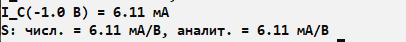 I_C(-1.0 В) = 6.11 мА
S: числ. = 6.11 мА/В, аналит. = 6.11 мА/В